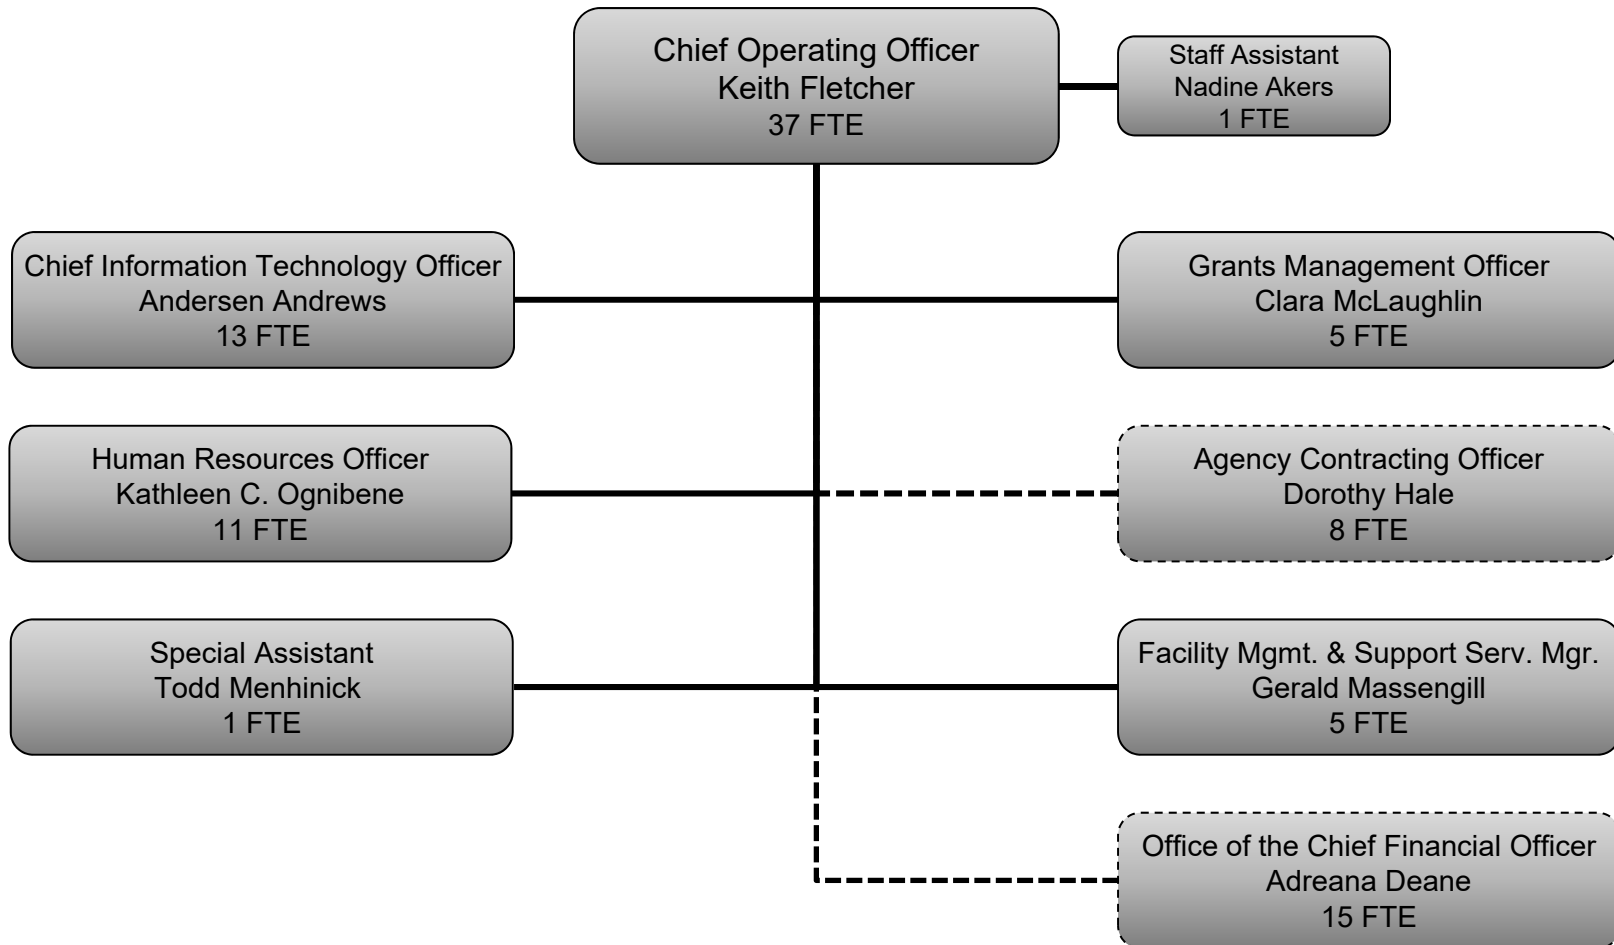 Chief Operating Officer
Keith Fletcher
37 FTE
Staff Assistant
Nadine Akers
1 FTE
Chief Information Technology Officer
Andersen Andrews
13 FTE
Grants Management Officer
Clara McLaughlin
5 FTE
Human Resources Officer
Kathleen C. Ognibene
11 FTE
Agency Contracting Officer
Dorothy Hale
8 FTE
Special Assistant
Todd Menhinick
1 FTE
Facility Mgmt. & Support Serv. Mgr.
Gerald Massengill
5 FTE
Office of the Chief Financial Officer
Adreana Deane
15 FTE